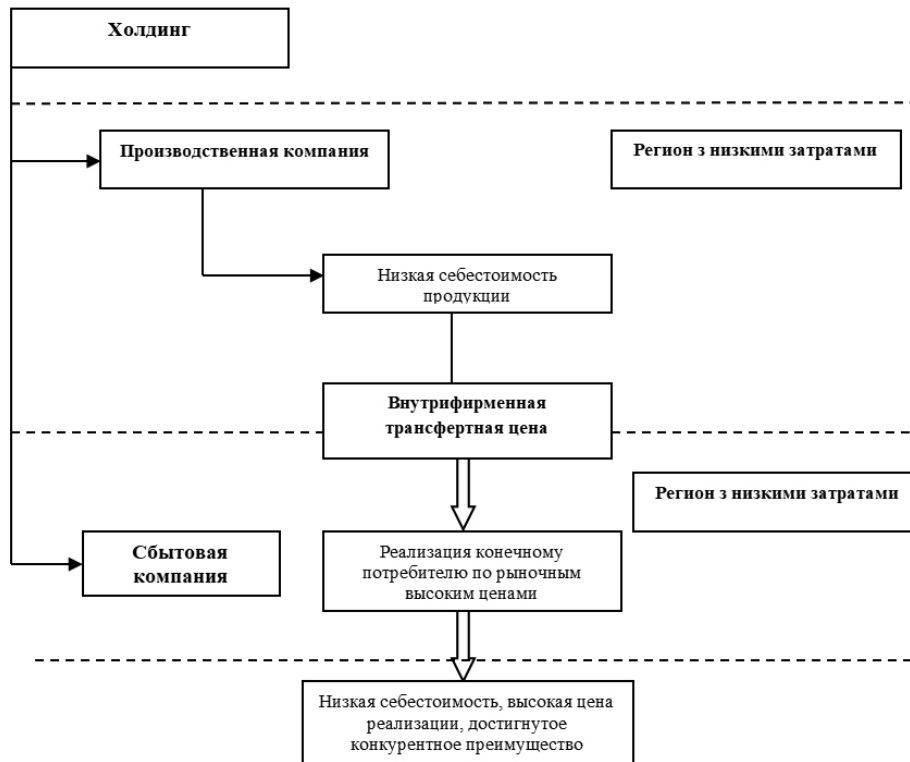 Холдинг
Производственная компания
Регион з низкими затратами
Низкая себестоимость
продукции
Внутрифирменная
трансфертная цена
Регион з низкими затратами
Сбытовая
компания
Реализация конечному
потребителю по рыночным
высоким ценами
Низкая себестоимость, высокая цена
реализации, достигнутое
конкурентное преимущество